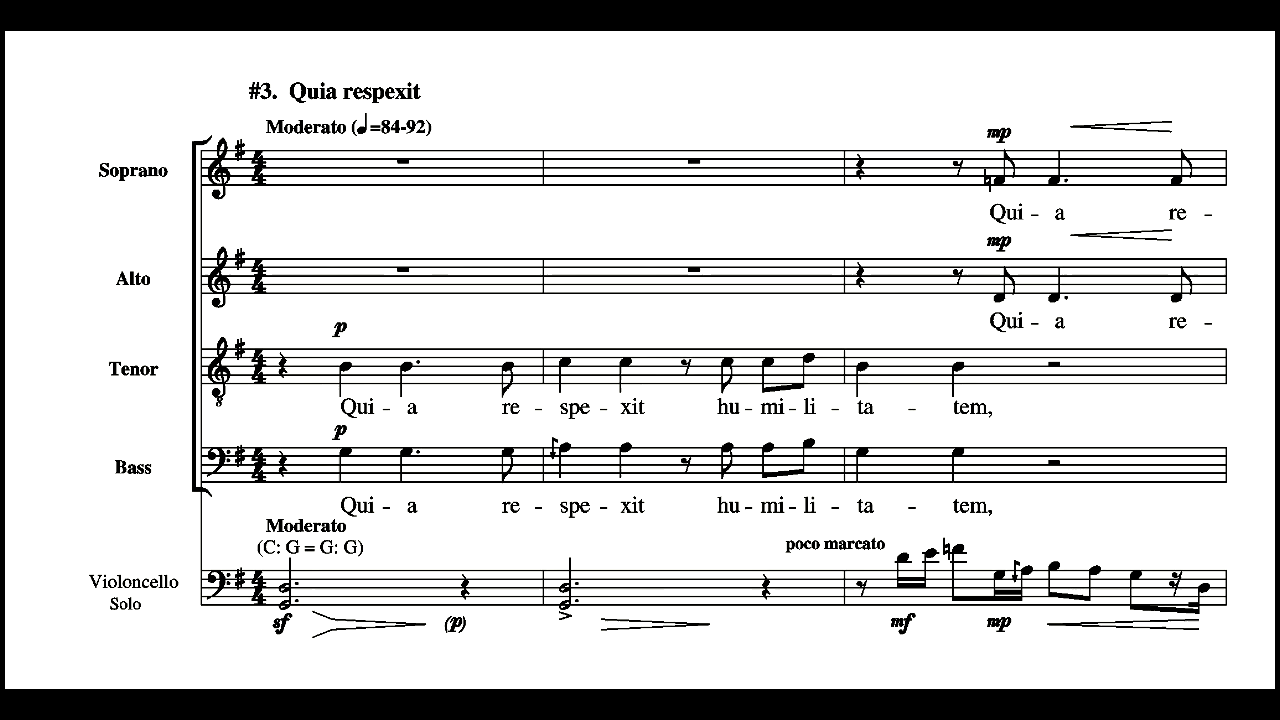 #3. Quia respexit
Moderato (♩=84-92)
mp
Soprano
Qui - a re -
mp
Alto
Qui - a re -
p
Tenor
Qui - a re - spe - xit hu - mi - li - ta - tem,
p
Bass
Qui - a re - spe - xit hu - mi - li - ta - tem,
Moderato
(C: G = G: G)
poco marcato
Violoncello
Solo
sf (p) mf mp